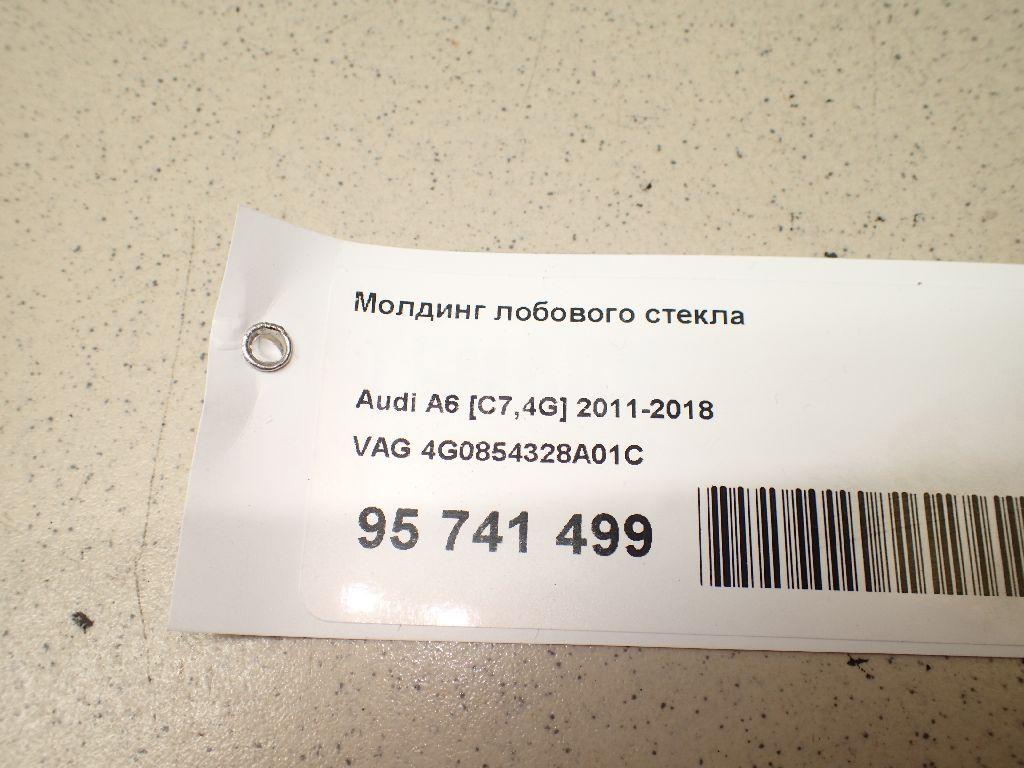 Молдинг лобового стекла
Audi A6 [C7,4G] 2011-2018
VAG 4G0854328A01C
95 741 499